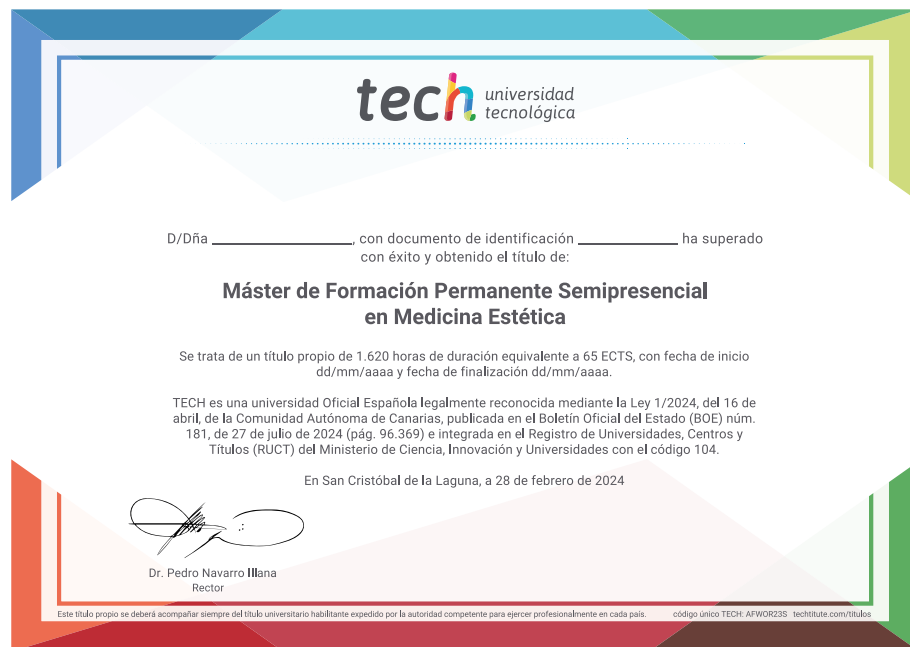 tech universidad
tecnológica
D/Dña ____________________, con documento de identificación ______________ ha superado
con éxito y obtenido el título de:
Máster de Formación Permanente Semipresencial
en Medicina Estética
Se trata de un título propio de 1.620 horas de duración equivalente a 65 ECTS, con fecha de inicio
dd/mm/aaaa y fecha de finalización dd/mm/aaaa.
TECH es una universidad Oficial Española legalmente reconocida mediante la Ley 1/2024, del 16 de
abril, de la Comunidad Autónoma de Canarias, publicada en el Boletín Oficial del Estado (BOE) núm.
181, de 27 de julio de 2024 (pág. 96.369) e integrada en el Registro de Universidades, Centros y
Títulos (RUCT) del Ministerio de Ciencia, Innovación y Universidades con el código 104.
En San Cristóbal de la Laguna, a 28 de febrero de 2024
Dr. Pedro Navarro Illana
Rector
Este título propio se deberá acompañar siempre del título universitario habilitante expedido por la autoridad competente para ejercer profesionalmente en cada país. código único TECH: AFWOR23S techtitute.com/titulos